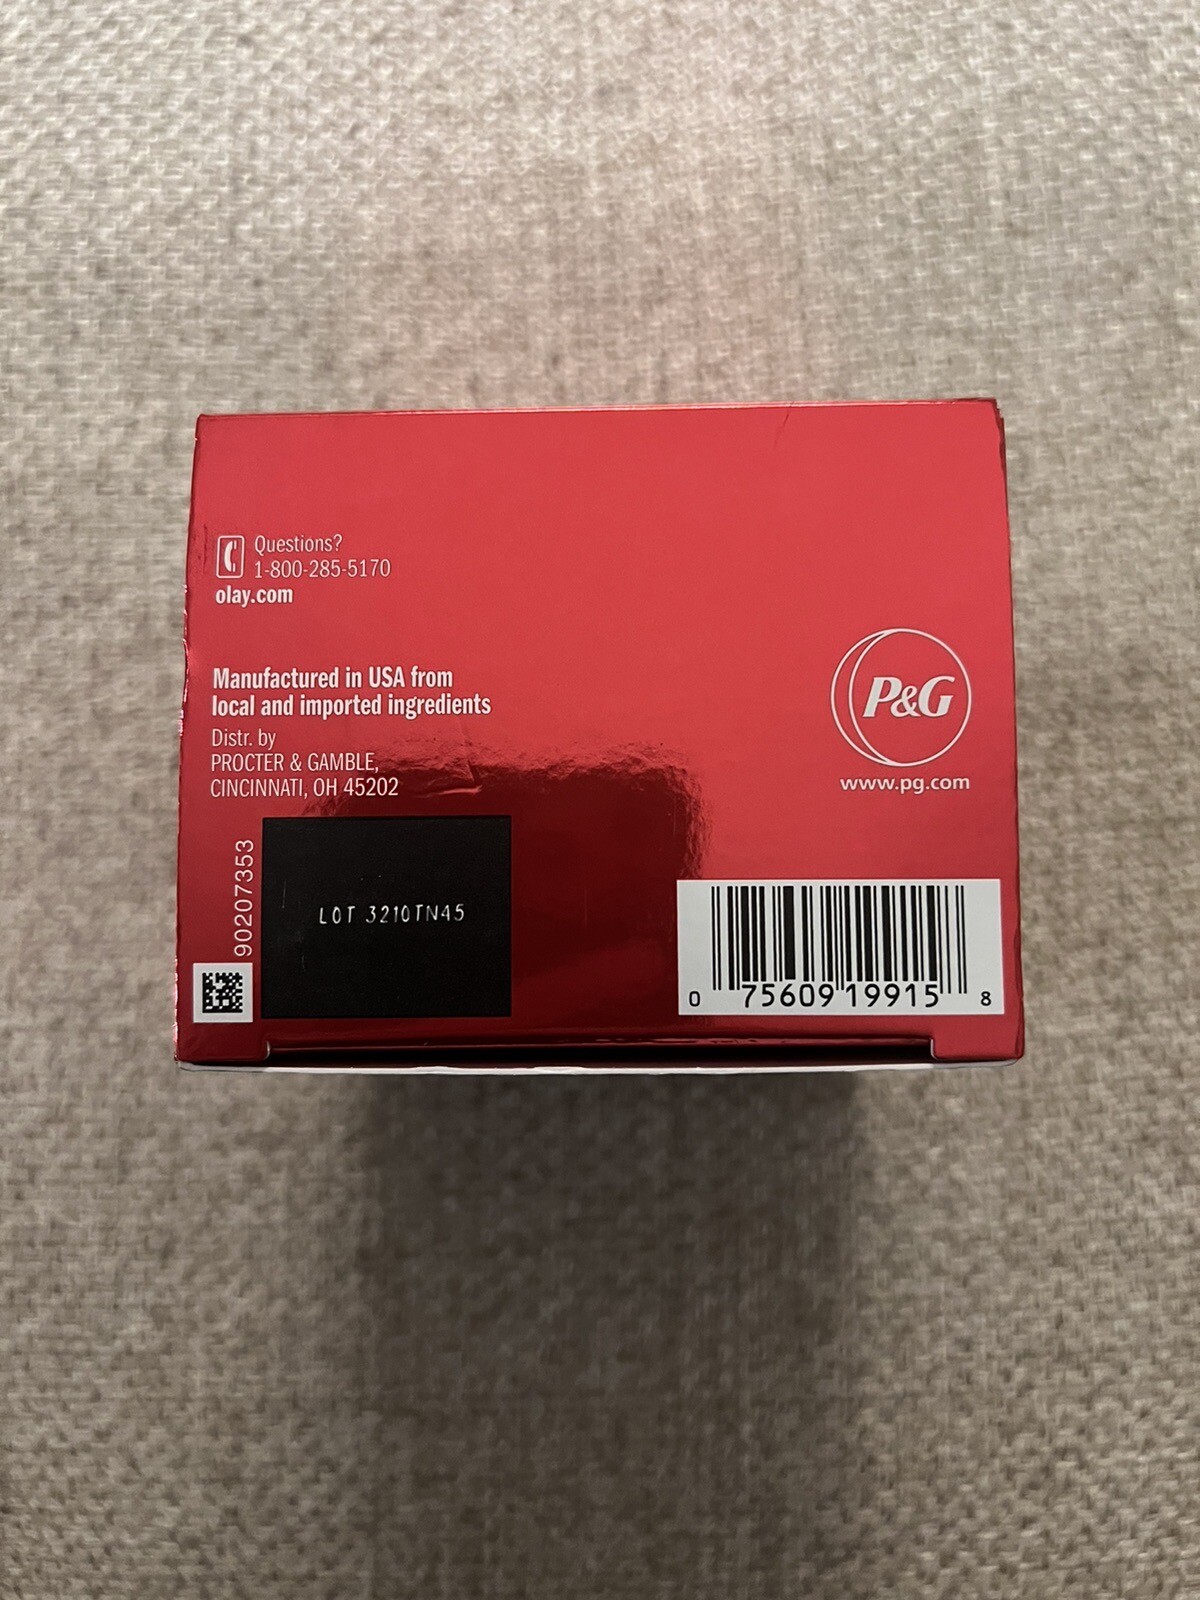 Questions?
1-800-285-5170
olay.com
Manufactured in USA from
local and imported ingredients
Distr. by
PROCTER & GAMBLE,
CINCINNATI, OH 45202
P&G
www.pg.com
90207353
LOT 3210TN45
0 75609 19915 8